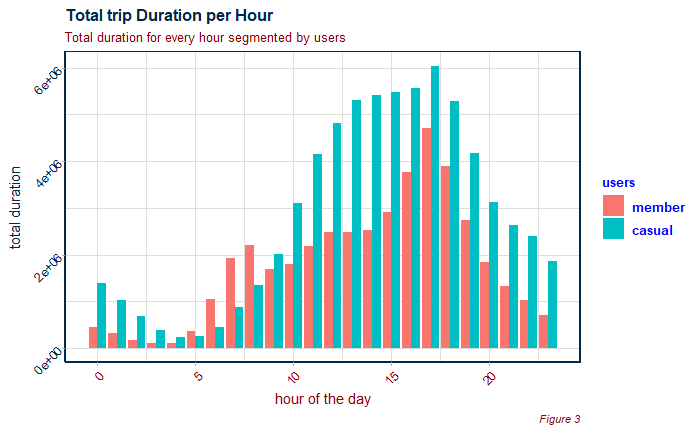 Total trip Duration per Hour
Total duration for every hour segmented by users
6e+06
4e+06
2e+06
0e+00
total duration
0
5
10
15
20
hour of the day
users
member
casual
Figure 3